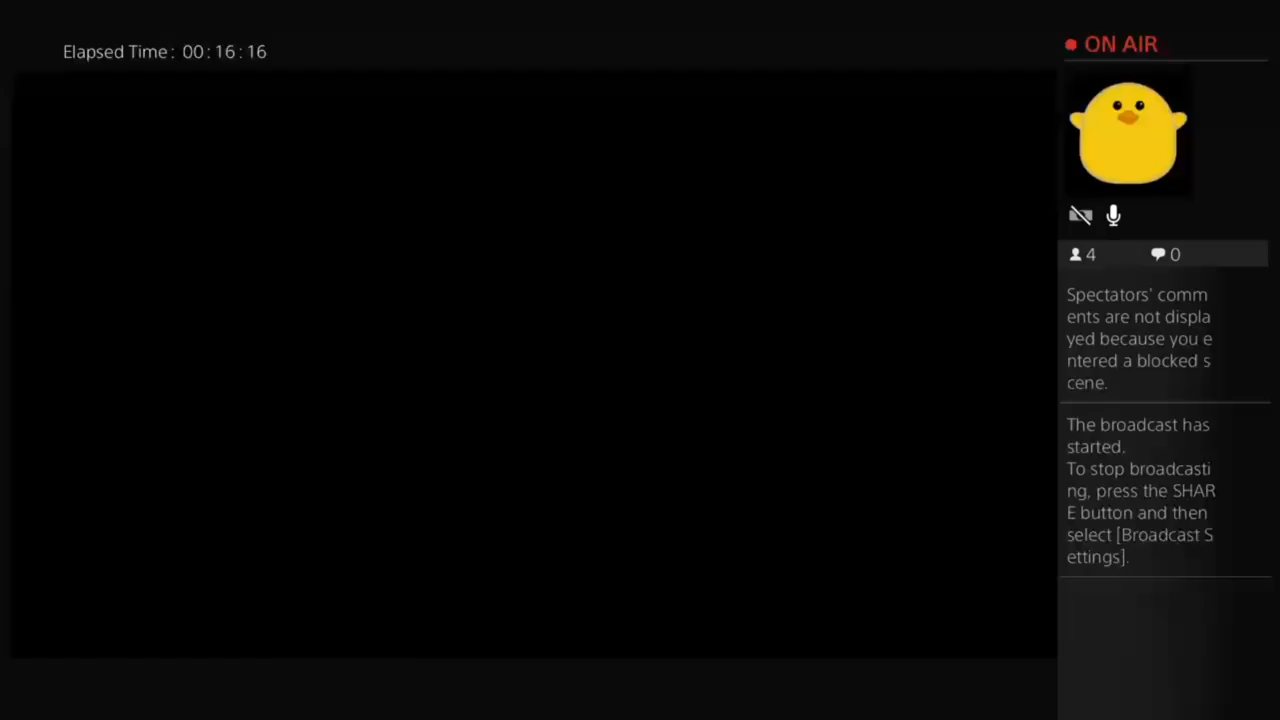 Elapsed Time: 00:16:16
ON AIR
4 0
Spectators' comm
ents are not displa
yed because you e
ntered a blocked s
cene.
The broadcast has
started.
To stop broadcasti
ng, press the SHAR
E button and then
select [Broadcast S
ettings].